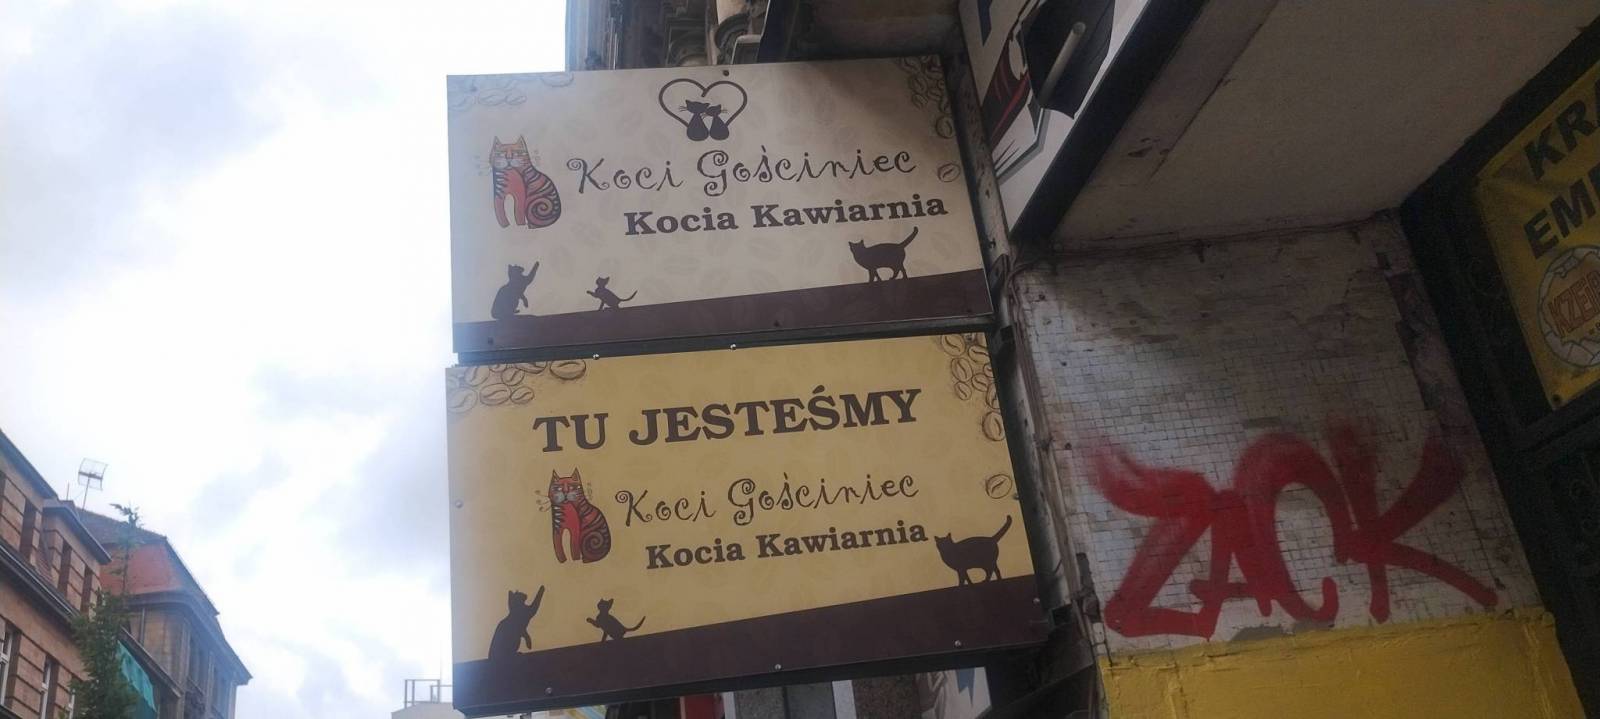 Koci Gościniec
Kocia Kawiarnia
TU JESTEŚMY
Koci Gościniec
Kocia Kawiarnia
ZACK